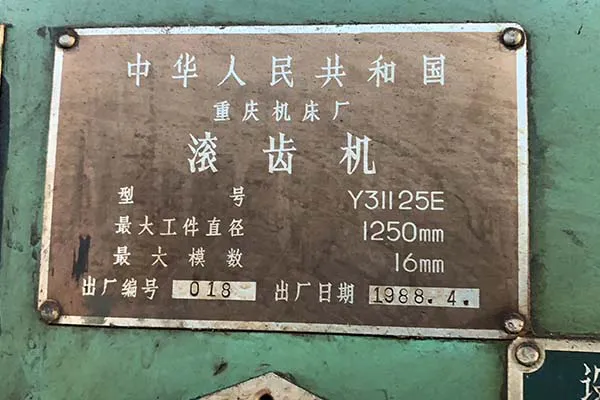 中华人民共和国
重庆机床厂
滚齿机
型号 Y31125E
最大工件直径 1250mm
最大模数 16mm
出厂编号 018 出厂日期 1988.4.
设